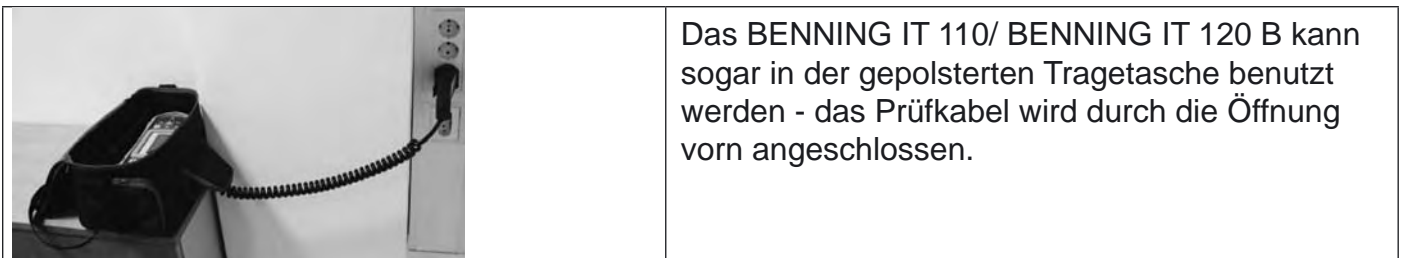 Das BENNING IT 110/ BENNING IT 120 B kann
sogar in der gepolsterten Tragetasche benutzt
werden - das Prüfkabel wird durch die Öffnung
vorn angeschlossen.